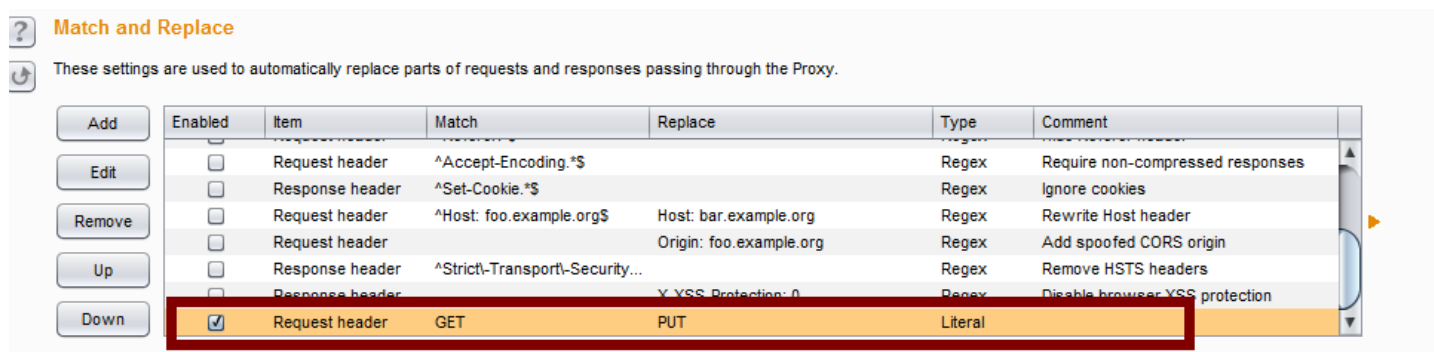 ?
Match and Replace
These settings are used to automatically replace parts of requests and responses passing through the Proxy.
Add
Edit
Remove
Up
Down
Enabled Item Match Replace Type Comment
Request header ^Accept-Encoding.*$ Regex Require non-compressed responses
Response header ^Set-Cookie.*$ Regex Ignore cookies
Request header ^Host: foo.example.org$ Host: bar.example.org Regex Rewrite Host header
Request header Origin: foo.example.org Regex Add spoofed CORS origin
Response header ^Strict\-Transport\-Security... Regex Remove HSTS headers
Response header X-XSS-Protection: 0 Regex Disable browser XSS protection
Request header GET PUT Literal